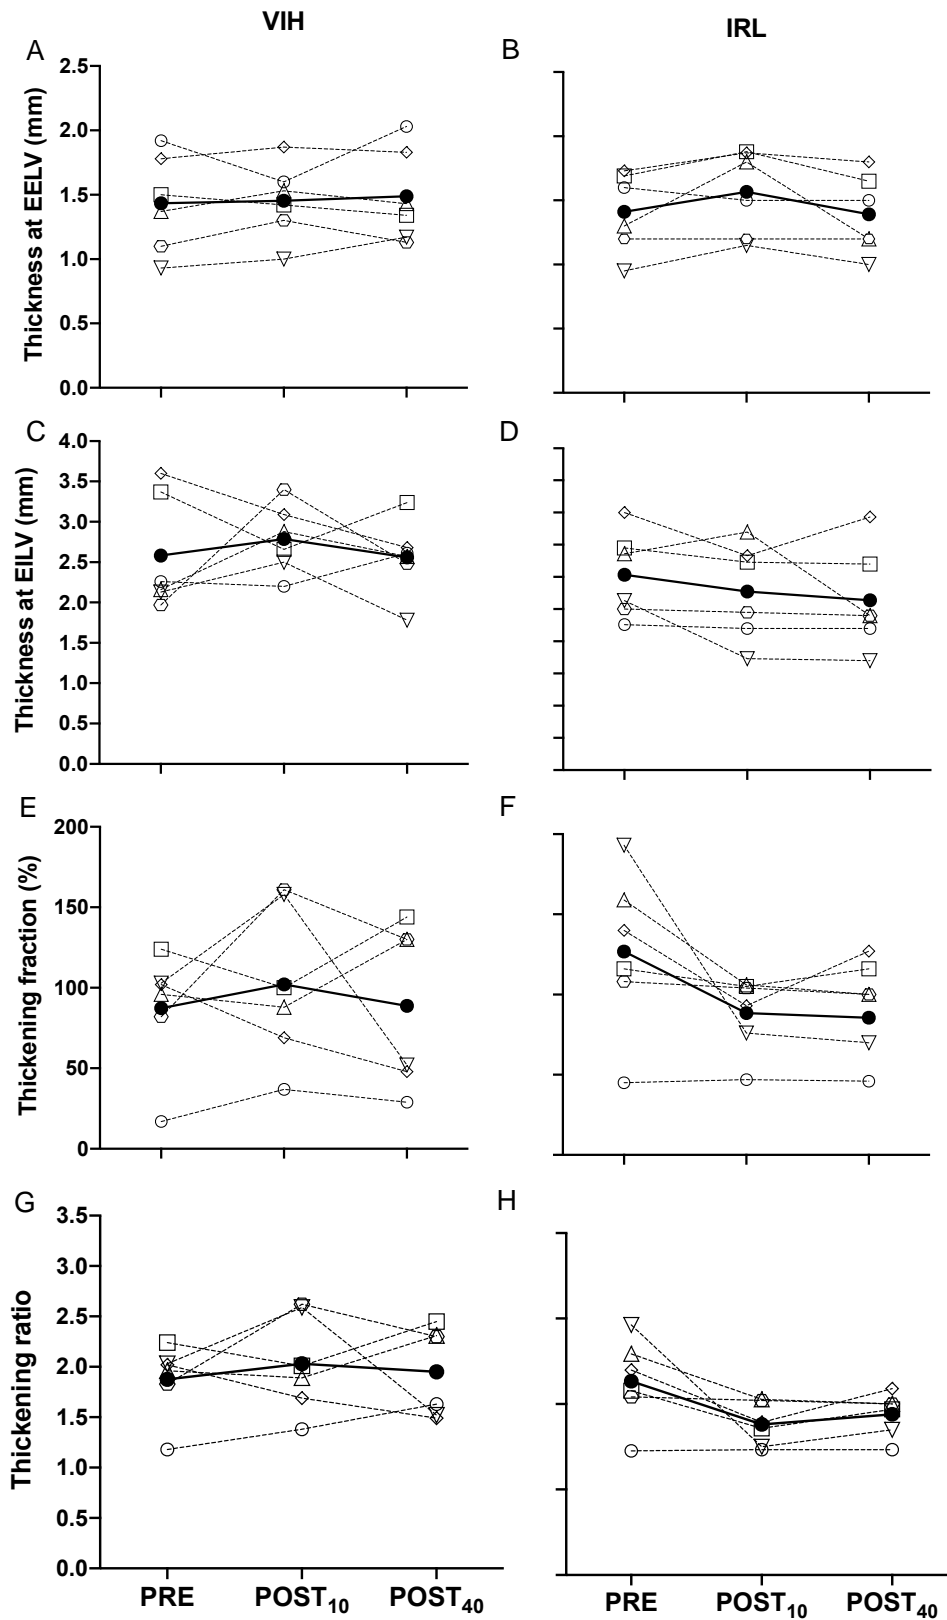 VIH
IRL
A
B
Thickness at EELV (mm)
2.5
2.0
1.5
1.0
0.5
0.0
C
D
Thickness at EILV (mm)
4.0
3.5
3.0
2.5
2.0
1.5
1.0
0.5
0.0
E
F
Thickening fraction (%)
200
150
100
50
0
G
H
Thickening ratio
3.5
3.0
2.5
2.0
1.5
1.0
0.5
0.0
PRE POST₁₀ POST₄₀
PRE POST₁₀ POST₄₀